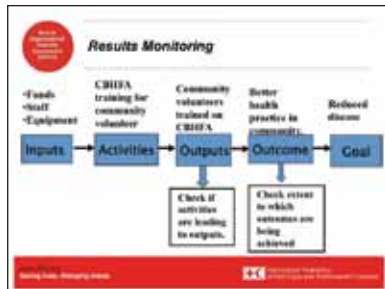 Results Monitoring
•Funds
•Staff
•Equipment
CBHFA
training for
community
volunteer
Community
volunteers
trained on
CBHFA
Better
health
practice in
community.
Reduced
disease
Inputs
Activities
Outputs
Outcome
Goal
Check if
activities
are leading
to outputs.
Check extent
to which
outcomes are
being
achieved